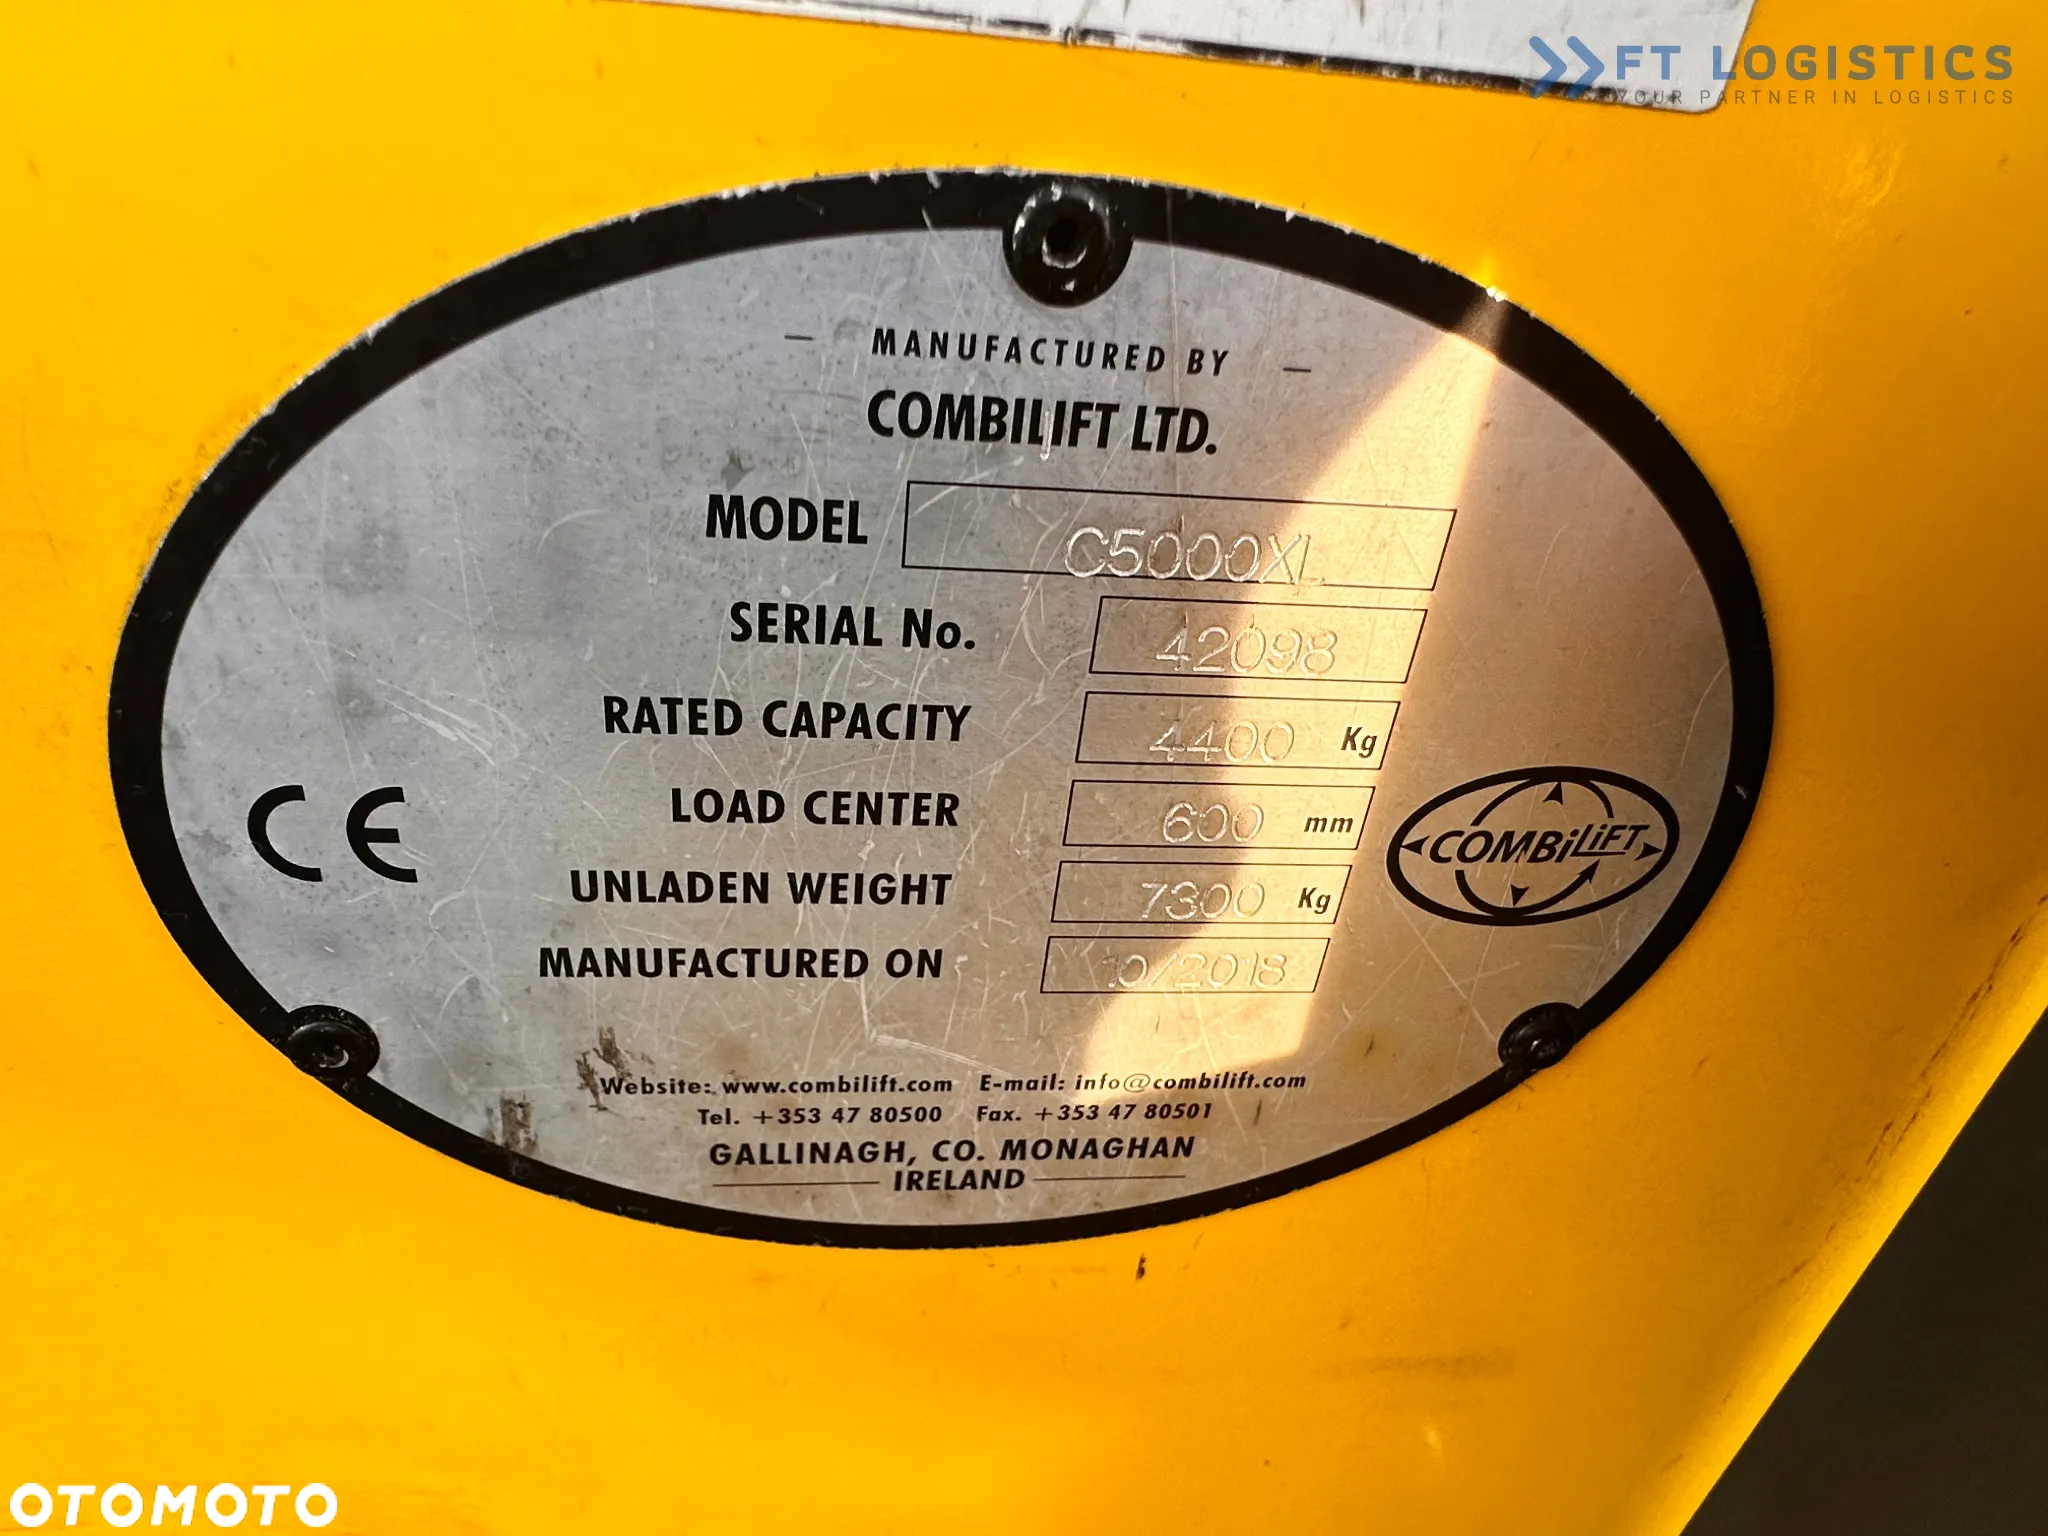 FT LOGISTICS
YOUR PARTNER IN LOGISTICS
MANUFACTURED BY
COMBILIFT LTD.
MODEL C5000XL
SERIAL No. 42098
RATED CAPACITY 4400 Kg
LOAD CENTER 600 mm
UNLADEN WEIGHT 7300 Kg
MANUFACTURED ON 10/2018
CE
COMBiLiFT
Website: www.combilift.com E-mail: info@combilift.com
Tel. +353 47 80500 Fax. +353 47 80501
GALLINAGH, CO. MONAGHAN
IRELAND
OTOMOTO